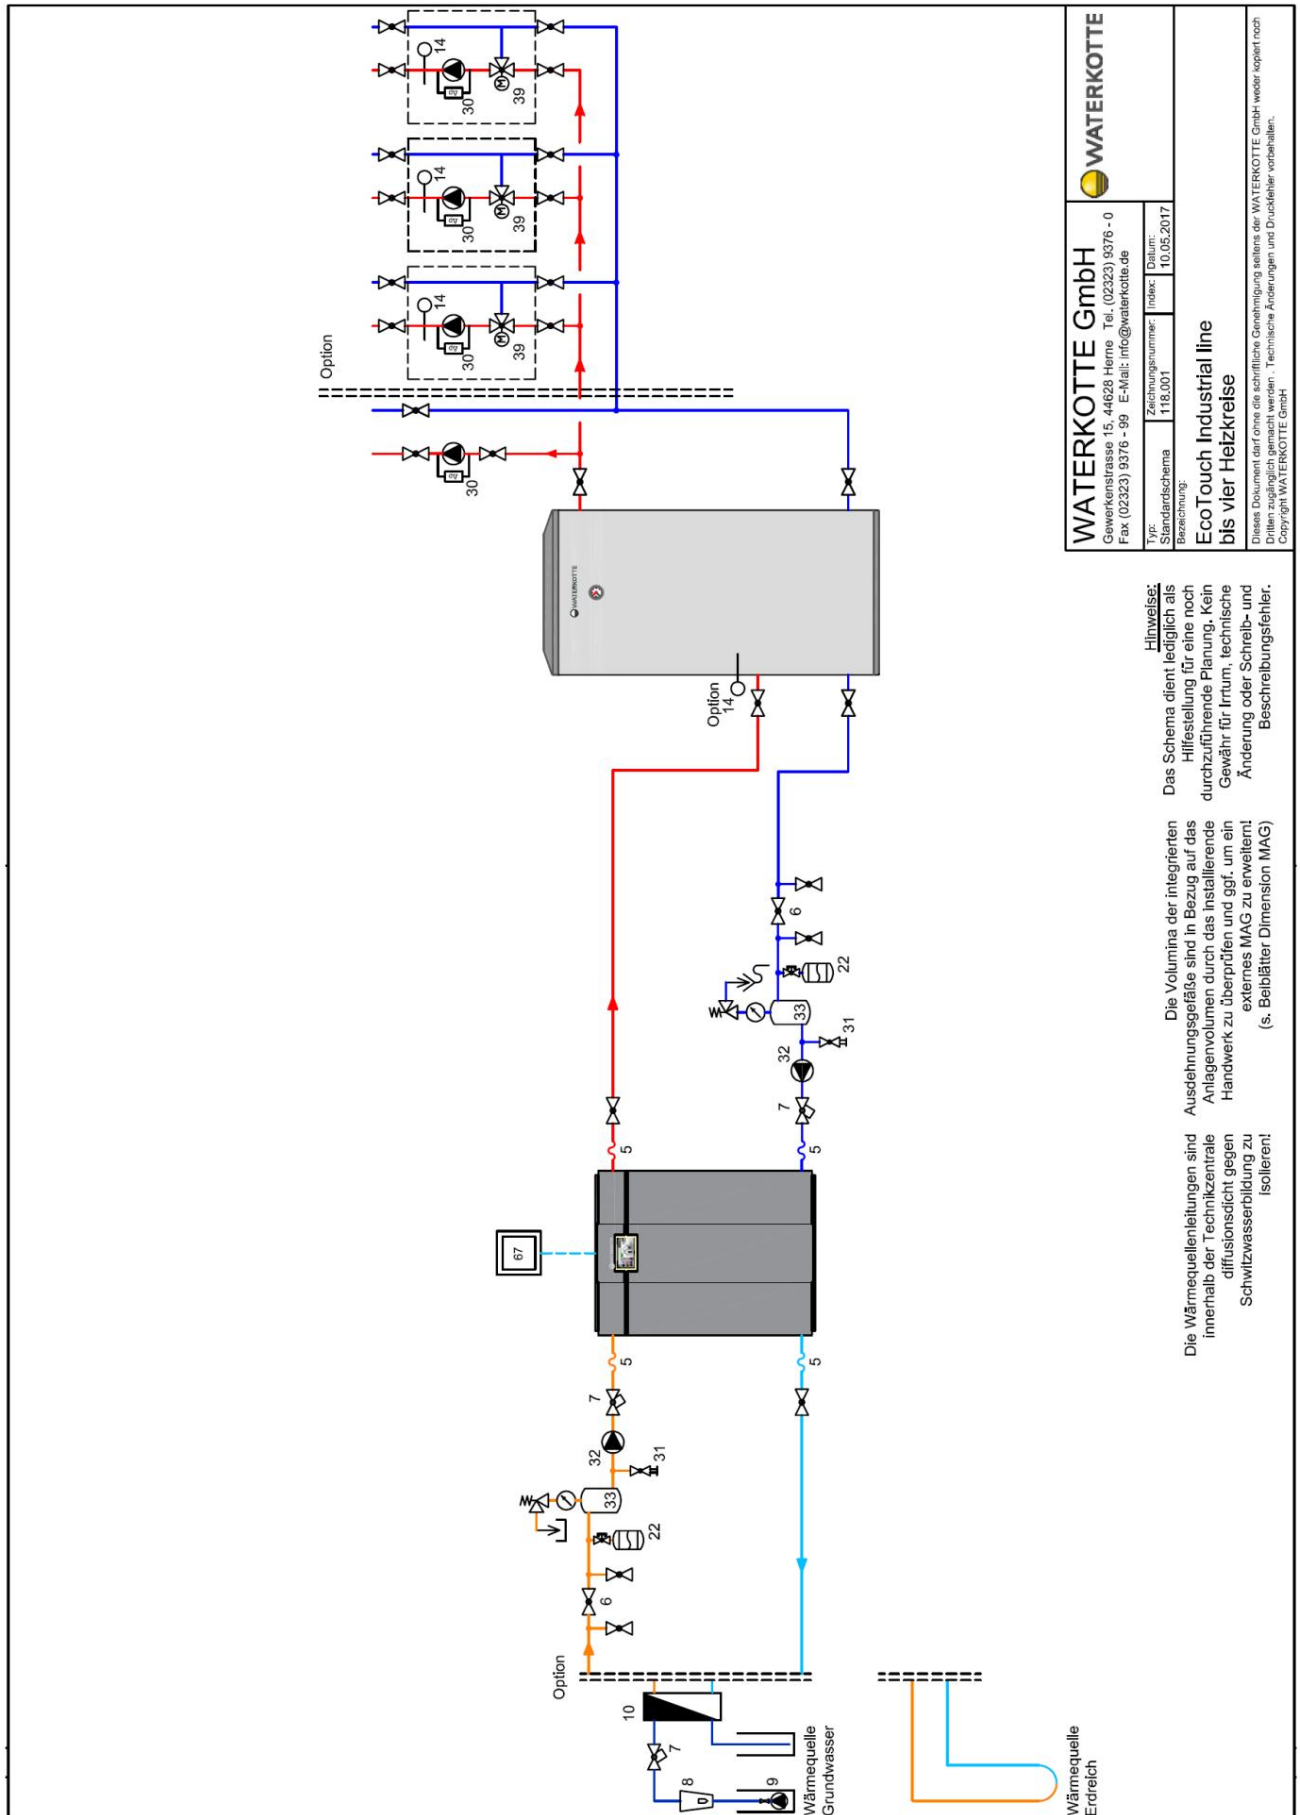 Option
14
30
39
14
30
39
14
30
39
Option
30
WATERKOTTE
Option
14
67
5
5
7
32
31
33
22
6
5
5
7
32
31
33
22
6
Option
10
7
8
9
Wärmequelle
Grundwasser
Wärmequelle
Erdreich
Die Wärmequellenleitungen sind
innerhalb der Technikzentrale
diffusionsdicht gegen
Schwitzwasserbildung zu
isolieren!
Die Volumina der integrierten
Ausdehnungsgefäße sind in Bezug auf das
Anlagenvolumen durch das installierende
Handwerk zu überprüfen und ggf. um ein
externes MAG zu erweitern!
(s. Beiblätter Dimension MAG)
Hinweise:
Das Schema dient lediglich als
Hilfestellung für eine noch
durchzuführende Planung. Kein
Gewähr für Irrtum, technische
Änderung oder Schreib- und
Beschreibungsfehler.
WATERKOTTE GmbH
WATERKOTTE
Gewerkenstrasse 15, 44628 Herne Tel. (02323) 9376 - 0
Fax (02323) 9376 - 99 E-Mail: info@waterkotte.de
Typ:
Standardschema
Zeichnungsnummer:
118.001
Index:
Datum:
10.05.2017
Bezeichnung:
EcoTouch Industrial line
bis vier Heizkreise
Dieses Dokument darf ohne die schriftliche Genehmigung seitens der WATERKOTTE GmbH weder kopiert noch
Dritten zugänglich gemacht werden . Technische Änderungen und Druckfehler vorbehalten.
Copyright WATERKOTTE GmbH